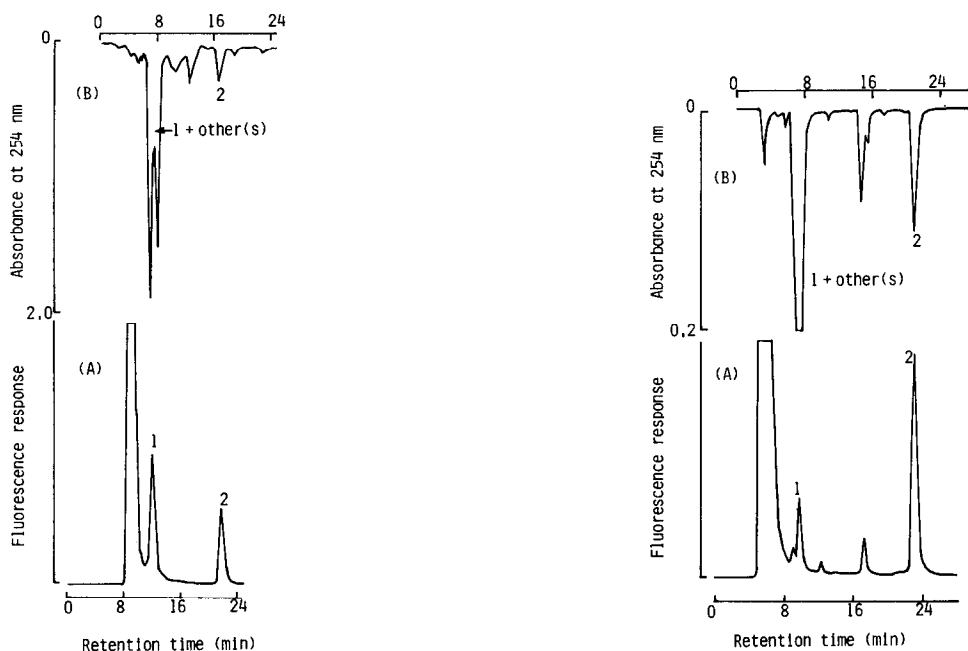 0 8 16 24
0
Absorbance at 254 nm
(B)
2
1 + other(s)
2.0
Fluorescence response
(A)
1
2
0
0 8 16 24
Retention time (min)
0 8 16 24
0
Absorbance at 254 nm
(B)
2
1 + other(s)
0.2
Fluorescence response
(A)
2
1
0 8 16 24
Retention time (min)